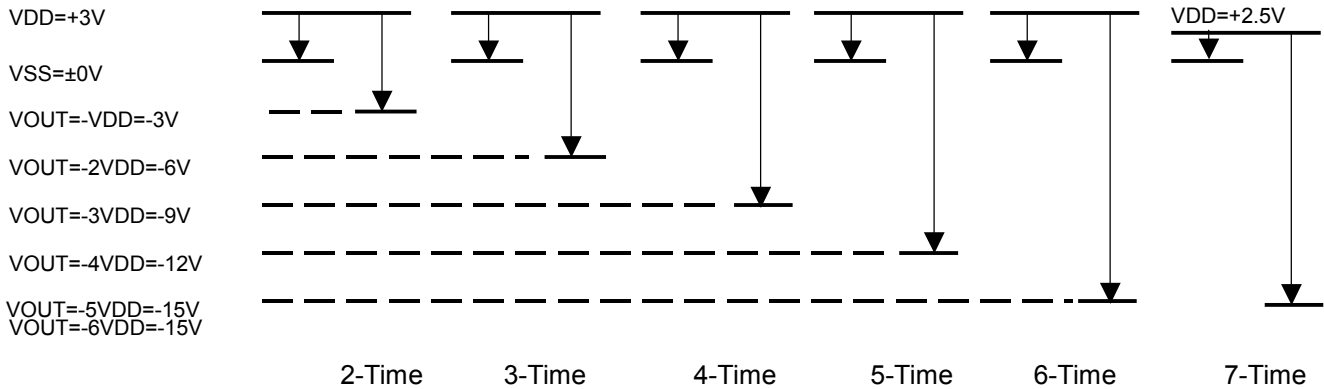 VDD=+3V
VDD=+2.5V
VSS=±0V
VOUT=-VDD=-3V
VOUT=-2VDD=-6V
VOUT=-3VDD=-9V
VOUT=-4VDD=-12V
VOUT=-5VDD=-15V
VOUT=-6VDD=-15V
2-Time 3-Time 4-Time 5-Time 6-Time 7-Time